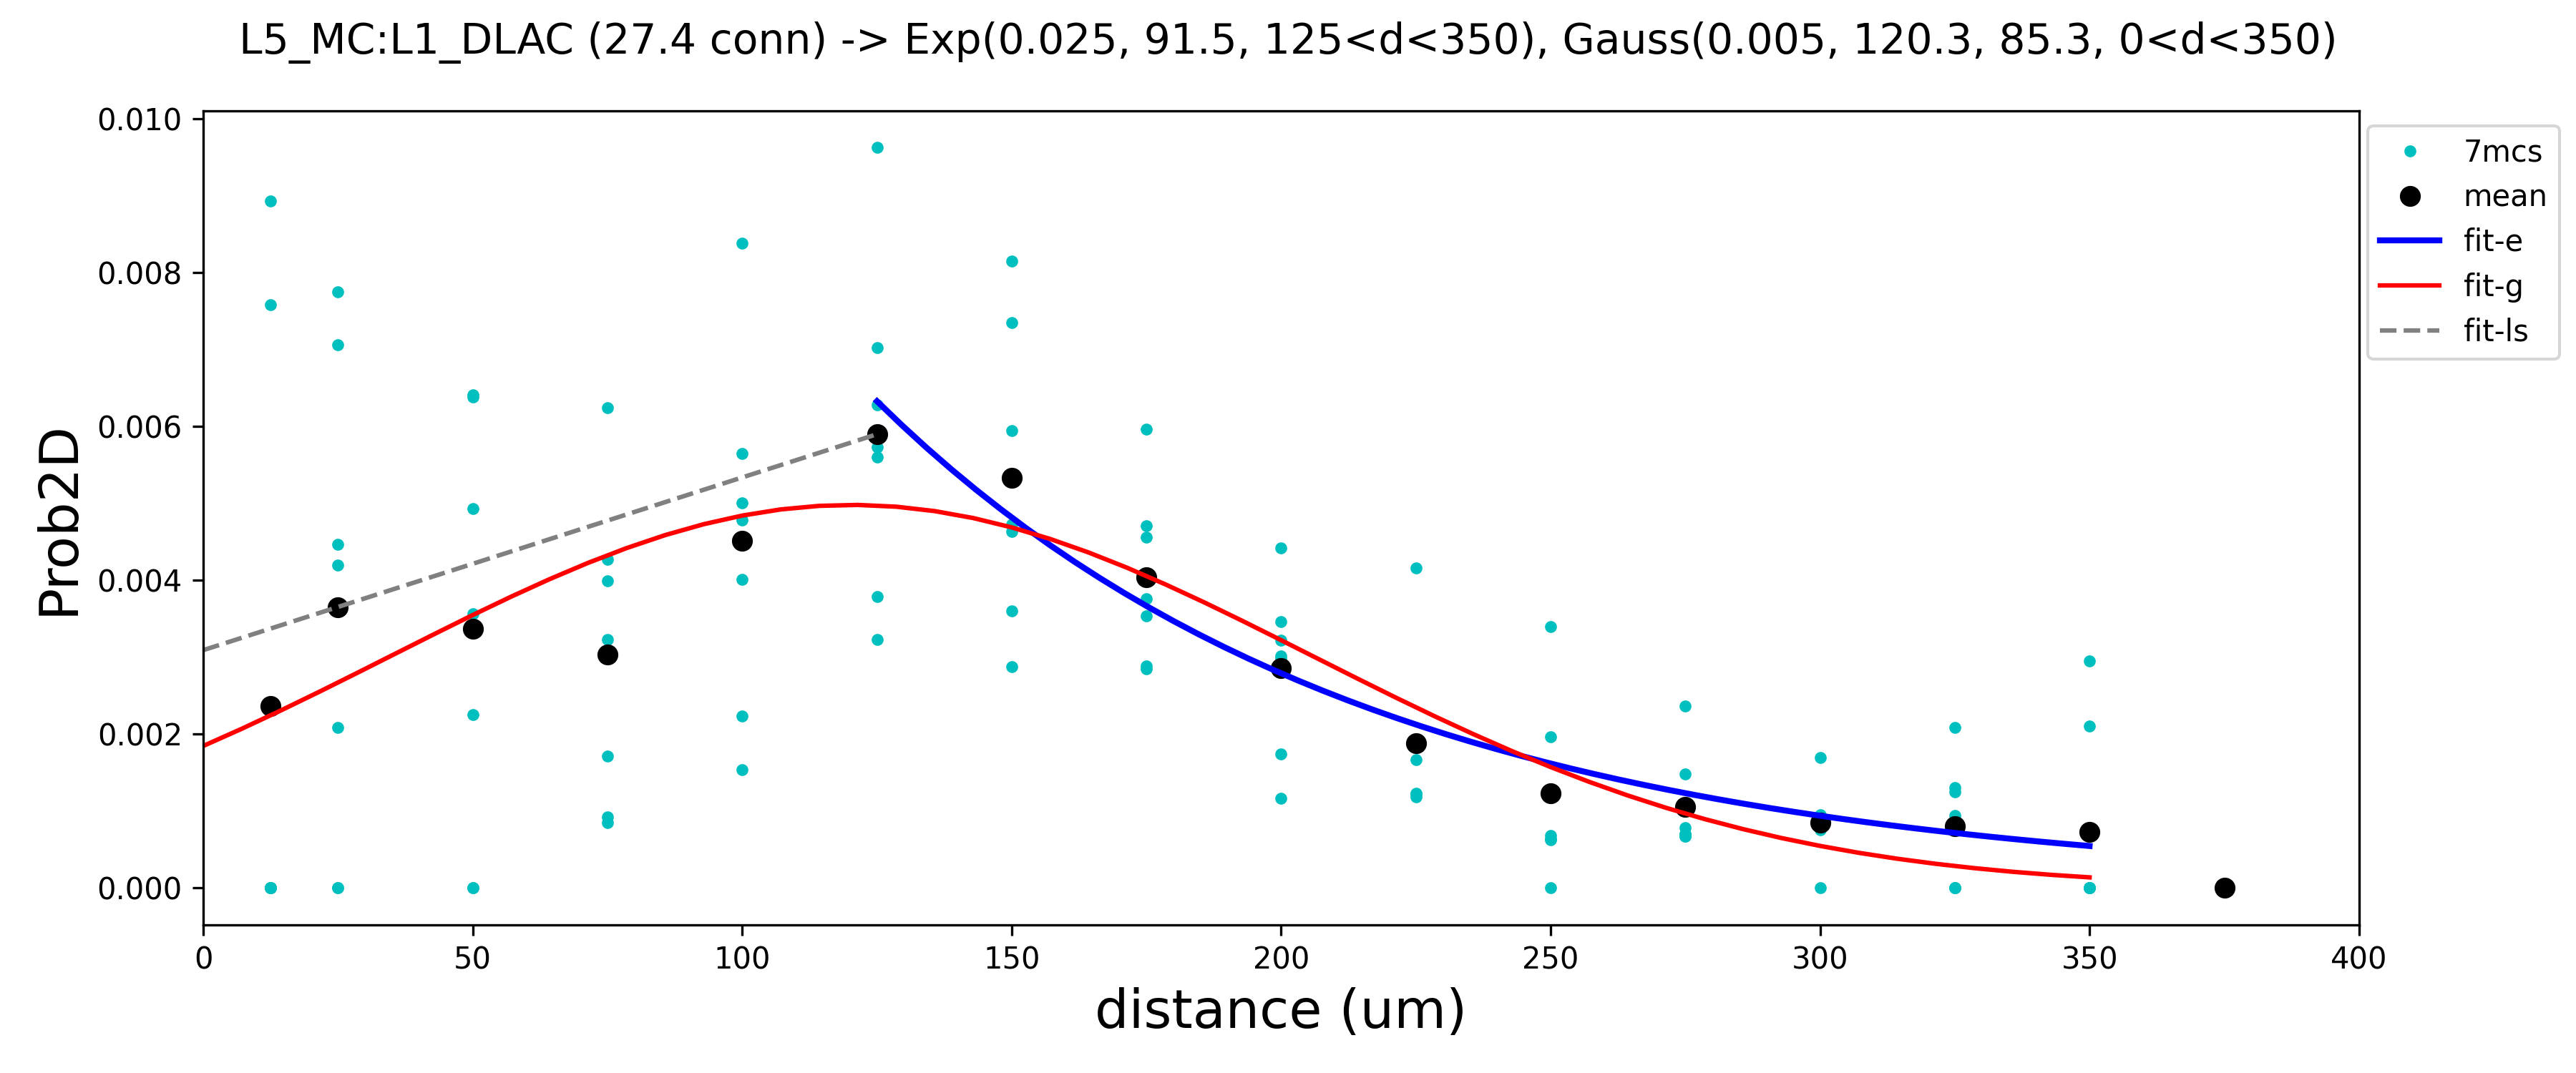 L5_MC:L1_DLAC (27.4 conn) -> Exp(0.025, 91.5, 125<d<350), Gauss(0.005, 120.3, 85.3, 0<d<350)
0.010
0.008
0.006
0.004
0.002
0.000
Prob2D
0 50 100 150 200 250 300 350 400
distance (um)
7mcs
mean
fit-e
fit-g
fit-ls